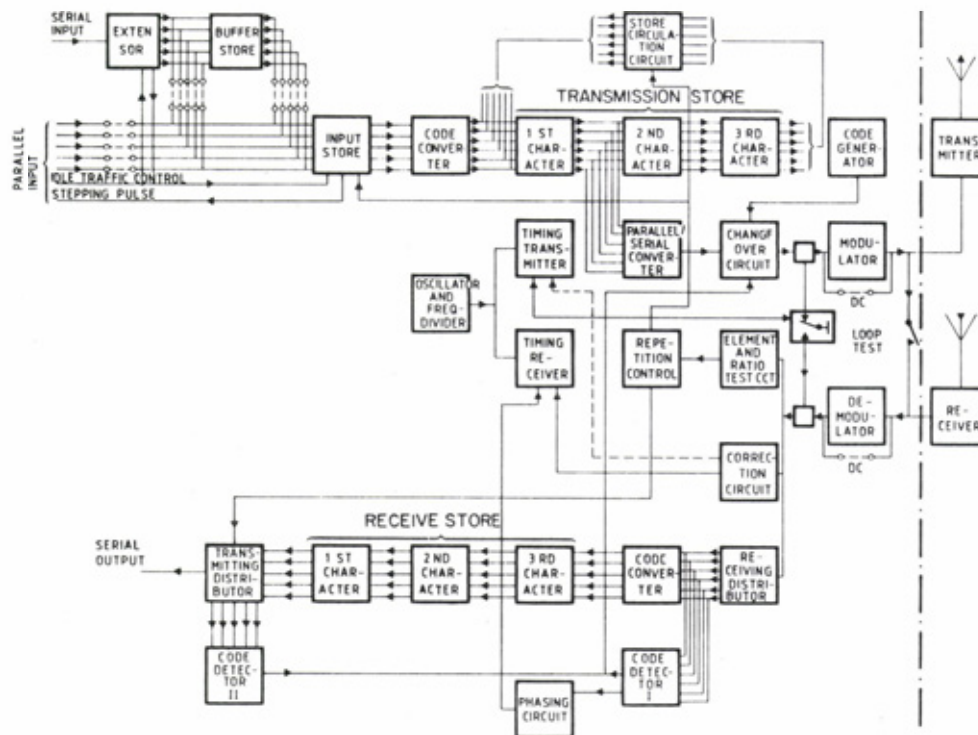 SERIAL
INPUT
EXTEN
SOR
BUFFER
STORE
STORE
CIRCULA-
TION
CIRCUIT
TRANSMISSION STORE
PARALLEL
INPUT
INPUT
STORE
CODE
CONVER-
TER
1 ST
CHAR-
ACTER
2 ND
CHAR-
ACTER
3 RD
CHAR-
ACTER
CODE
GENER-
ATOR
TRANS
MITTER
IDLE TRAFFIC CONTROL
STEPPING PULSE
TIMING
TRANS-
MITTER
PARALLEL/
SERIAL
CONVER-
TER
CHANGE
OVER
CIRCUIT
MODU-
LATOR
DC
OSCILLATOR
AND
FREQ-
DIVIDER
LOOP
TEST
TIMING
RE-
CEIVER
REPE-
TITION
CONTROL
ELEMENT
AND
RATIO
TEST CCT
DE-
MODU-
LATOR
RE-
CEIVER
DC
CORREC-
TION
CIRCUIT
RECEIVE STORE
SERIAL
OUTPUT
TRANS-
MITTING
DISTRI-
BUTOR
1 ST
CHAR-
ACTER
2 ND
CHAR-
ACTER
3 RD
CHAR-
ACTER
CODE
CONVER-
TER
RE-
CEIVING
DISTRI-
BUTOR
CODE
DETEC-
TOR
II
CODE
DETEC-
TOR
I
PHASING
CIRCUIT